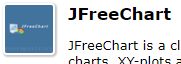 JFreeChart
JFreeChart is a cl
charts, XY-plots a